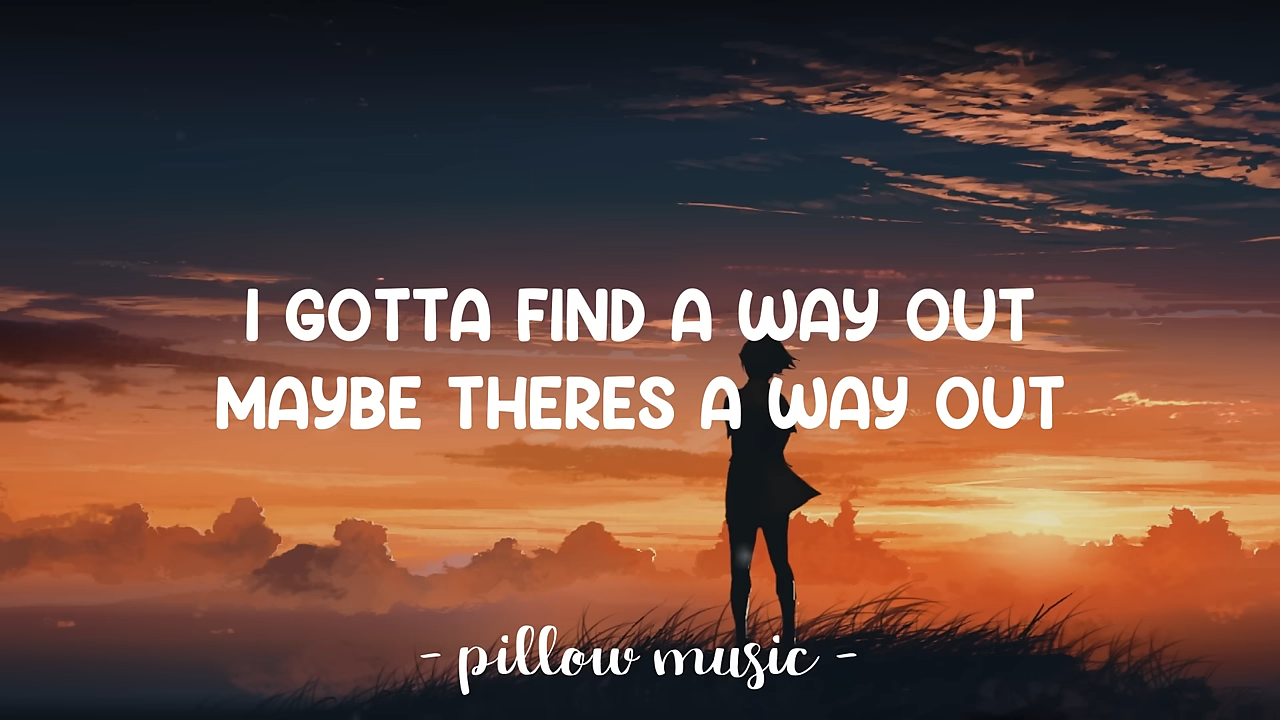 I GOTTA FIND A WAY OUT
MAYBE THERES A WAY OUT
- pillow music -